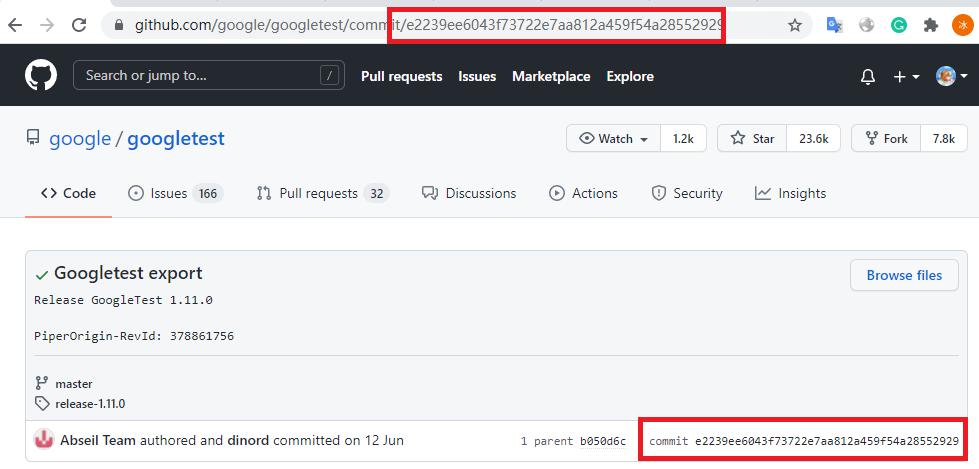 github.com/google/googletest/commit/e2239ee6043f73722e7aa812a459f54a28552929
Search or jump to... /
Pull requests Issues Marketplace Explore
google / googletest
Watch 1.2k Star 23.6k Fork 7.8k
Code Issues 166 Pull requests 32 Discussions Actions Security Insights
Googletest export
Browse files
Release GoogleTest 1.11.0
PiperOrigin-RevId: 378861756
master
release-1.11.0
Abseil Team authored and dinord committed on 12 Jun 1 parent b050d6c commit e2239ee6043f73722e7aa812a459f54a28552929